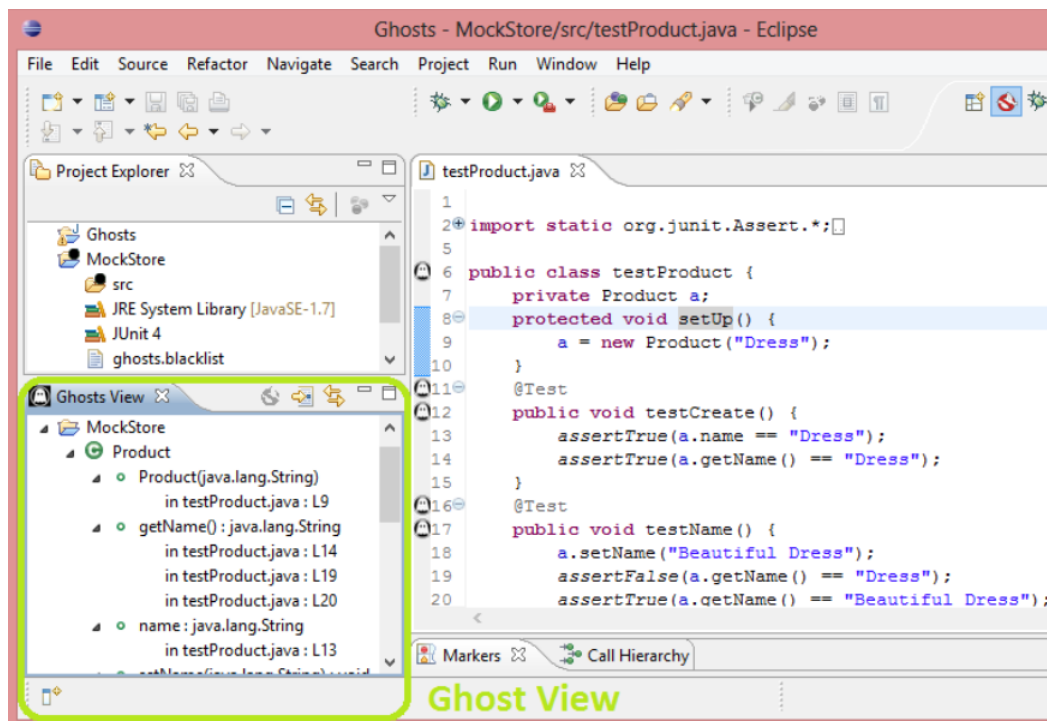 Ghosts - MockStore/src/testProduct.java - Eclipse
File Edit Source Refactor Navigate Search Project Run Window Help
Project Explorer
Ghosts
MockStore
src
JRE System Library [JavaSE-1.7]
JUnit 4
ghosts.blacklist
Ghosts View
MockStore
Product
Product(java.lang.String)
in testProduct.java : L9
getName() : java.lang.String
in testProduct.java : L14
in testProduct.java : L19
in testProduct.java : L20
name : java.lang.String
in testProduct.java : L13
testProduct.java
1
2 import static org.junit.Assert.*;
5
6 public class testProduct {
7 private Product a;
8 protected void setUp() {
9 a = new Product("Dress");
10 }
11 @Test
12 public void testCreate() {
13 assertTrue(a.name == "Dress");
14 assertTrue(a.getName() == "Dress");
15 }
16 @Test
17 public void testName() {
18 a.setName("Beautiful Dress");
19 assertFalse(a.getName() == "Dress");
20 assertTrue(a.getName() == "Beautiful Dress");
Markers Call Hierarchy
Ghost View